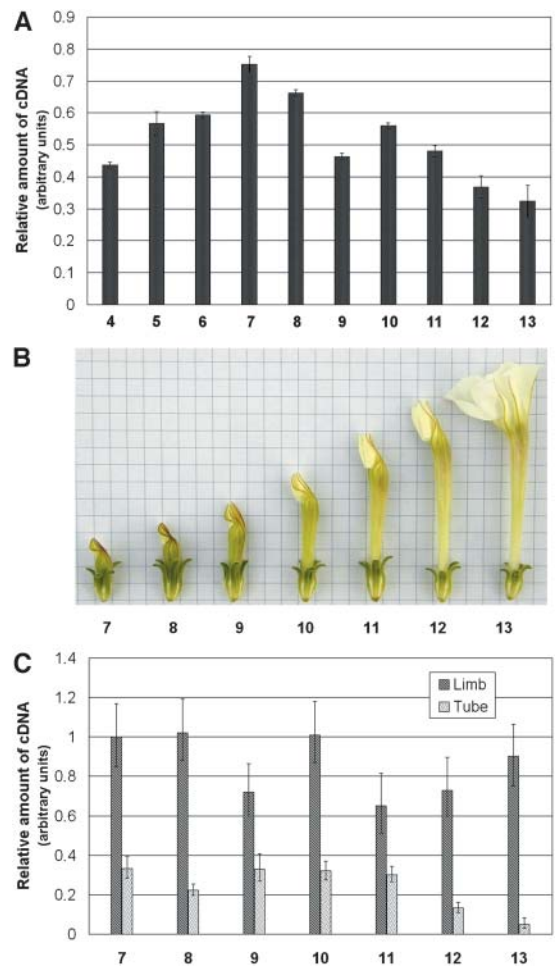 A
Relative amount of cDNA
(arbitrary units)
0.9
0.8
0.7
0.6
0.5
0.4
0.3
0.2
0.1
0
4 5 6 7 8 9 10 11 12 13
B
7 8 9 10 11 12 13
C
Relative amount of cDNA
(arbitrary units)
1.4
1.2
1
0.8
0.6
0.4
0.2
0
Limb
Tube
7 8 9 10 11 12 13